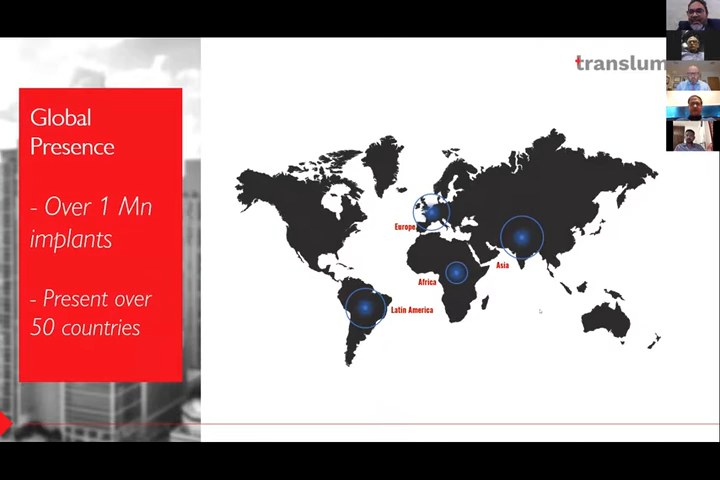 translum
Global
Presence
- Over 1 Mn
implants
- Present over
50 countries
Europe
Asia
Africa
Latin America